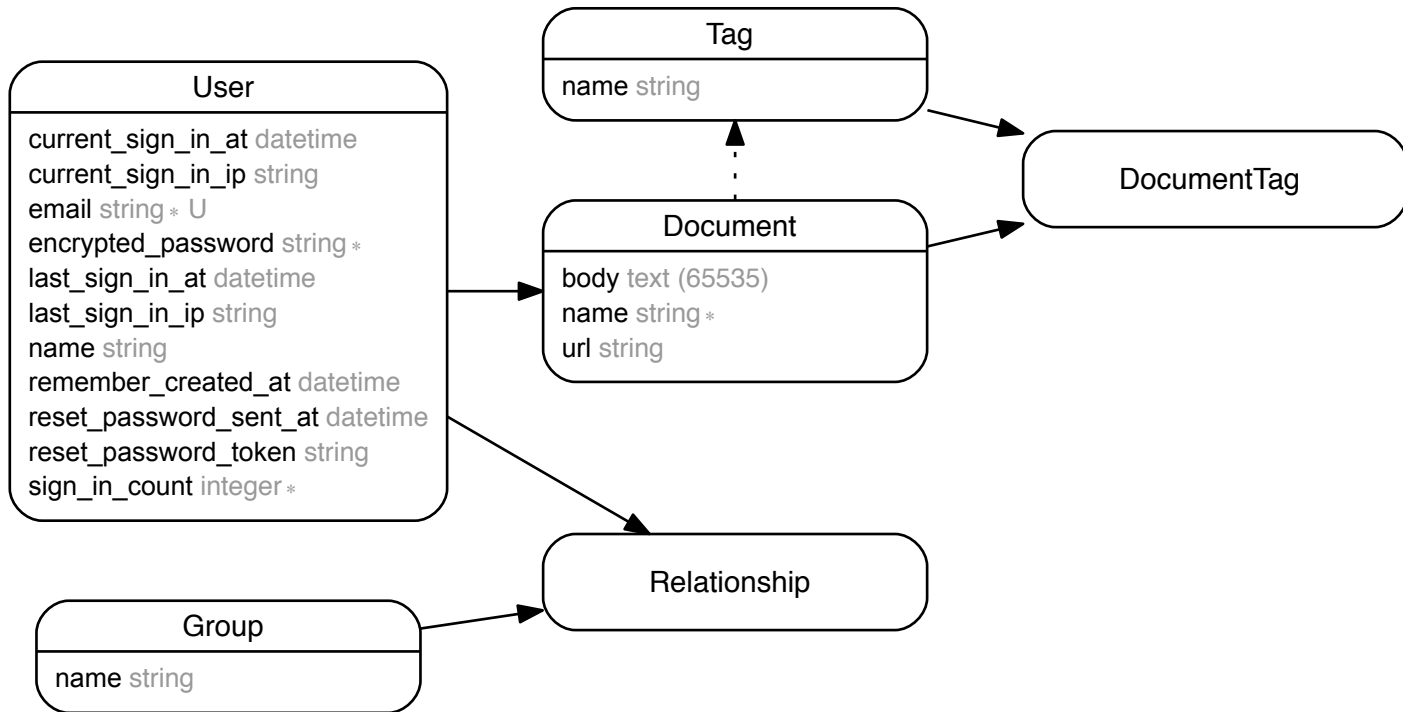 User
current_sign_in_at datetime
current_sign_in_ip string
email string * U
encrypted_password string *
last_sign_in_at datetime
last_sign_in_ip string
name string
remember_created_at datetime
reset_password_sent_at datetime
reset_password_token string
sign_in_count integer *
Group
name string
Tag
name string
Document
body text (65535)
name string *
url string
Relationship
DocumentTag